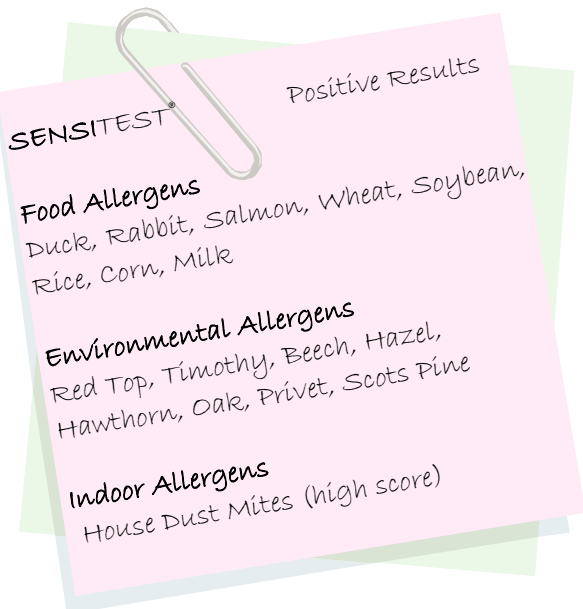 Positive Results
SENSITEST®
Food Allergens
Duck, Rabbit, Salmon, Wheat, Soybean,
Rice, Corn, Milk
Environmental Allergens
Red Top, Timothy, Beech, Hazel,
Hawthorn, Oak, Privet, Scots Pine
Indoor Allergens
House Dust Mites (high score)